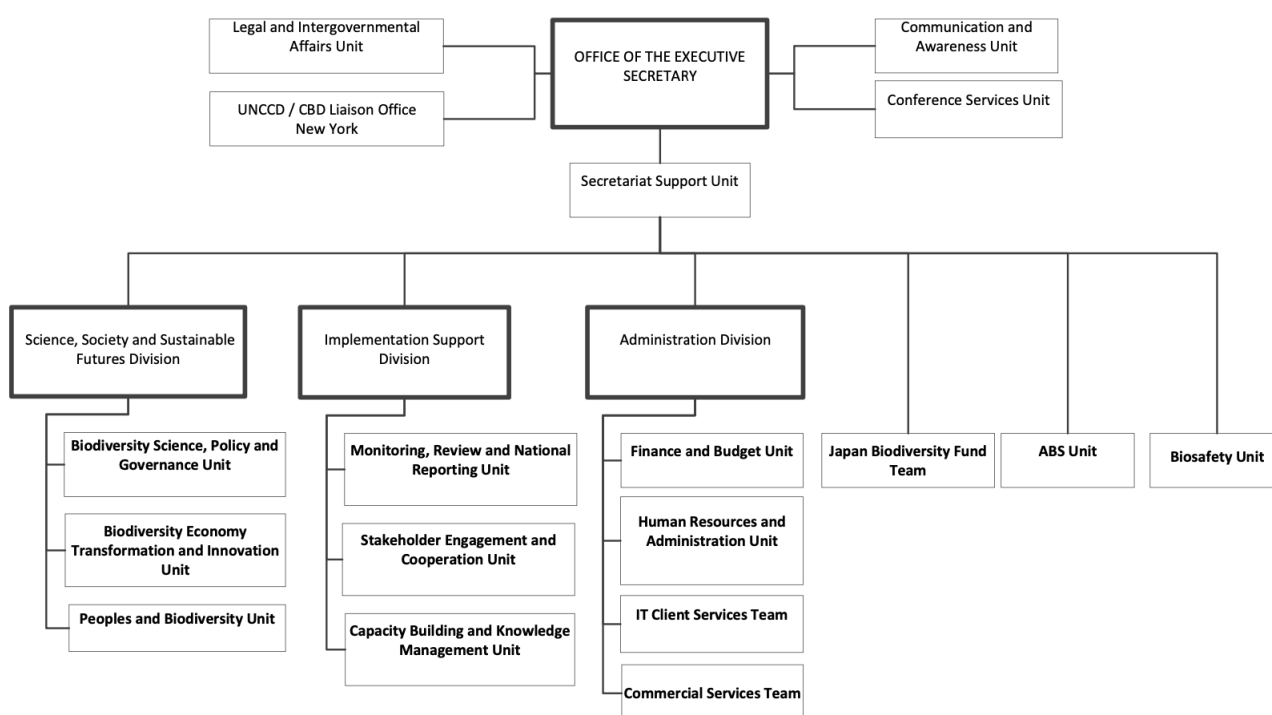 Legal and Intergovernmental
Affairs Unit
OFFICE OF THE EXECUTIVE
SECRETARY
Communication and
Awareness Unit
UNCCD / CBD Liaison Office
New York
Conference Services Unit
Secretariat Support Unit
Science, Society and Sustainable
Futures Division
Implementation Support
Division
Administration Division
Biodiversity Science, Policy and
Governance Unit
Biodiversity Economy
Transformation and Innovation
Unit
Peoples and Biodiversity Unit
Monitoring, Review and National
Reporting Unit
Stakeholder Engagement and
Cooperation Unit
Capacity Building and Knowledge
Management Unit
Finance and Budget Unit
Human Resources and
Administration Unit
IT Client Services Team
Commercial Services Team
Japan Biodiversity Fund
Team
ABS Unit
Biosafety Unit